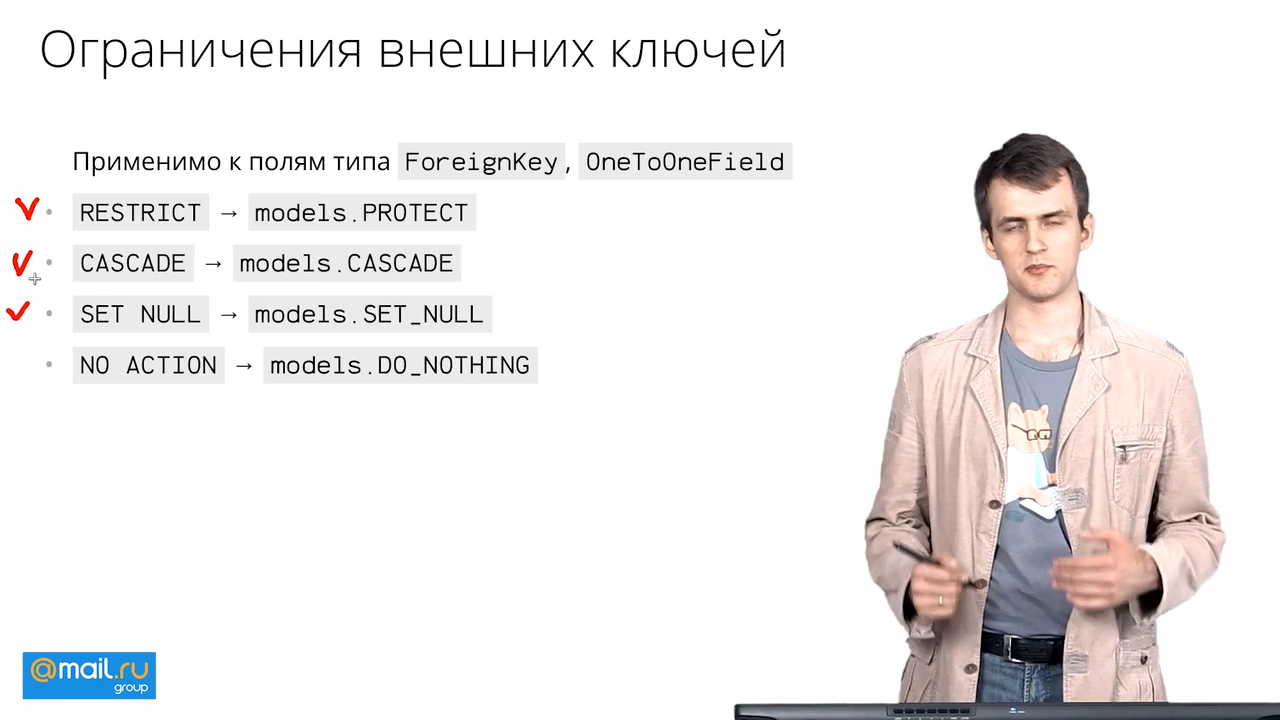 Ограничения внешних ключей
Применимо к полям типа ForeignKey, OneToOneField
RESTRICT → models.PROTECT
CASCADE → models.CASCADE
SET NULL → models.SET_NULL
NO ACTION → models.DO_NOTHING
@mail.ru
group